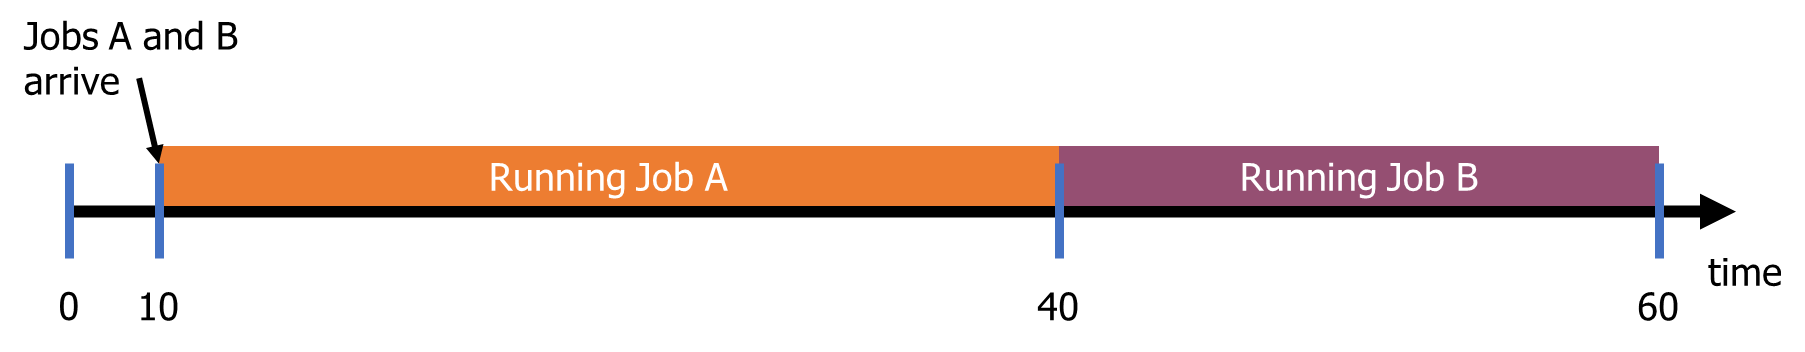 Jobs A and B
arrive
Running Job A
Running Job B
time
0
10
40
60